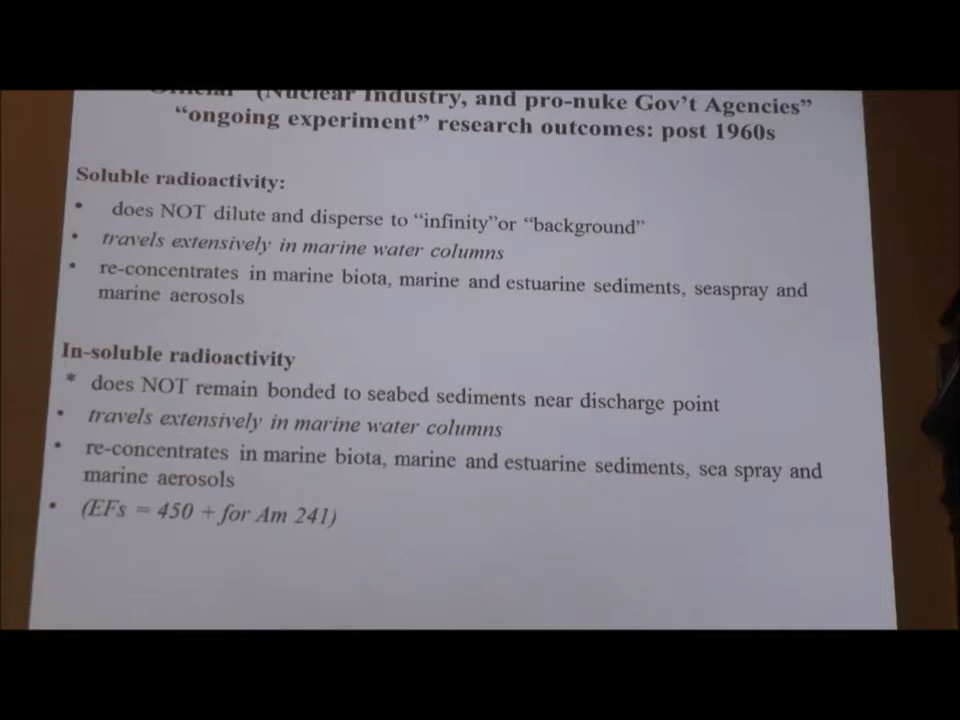 Official" (Nuclear Industry, and pro-nuke Gov't Agencies"
"ongoing experiment" research outcomes: post 1960s
Soluble radioactivity:
• does NOT dilute and disperse to "infinity"or "background"
• travels extensively in marine water columns
• re-concentrates in marine biota, marine and estuarine sediments, seaspray and
marine aerosols
In-soluble radioactivity
* does NOT remain bonded to seabed sediments near discharge point
• travels extensively in marine water columns
• re-concentrates in marine biota, marine and estuarine sediments, sea spray and
marine aerosols
• (EFs = 450 + for Am 241)